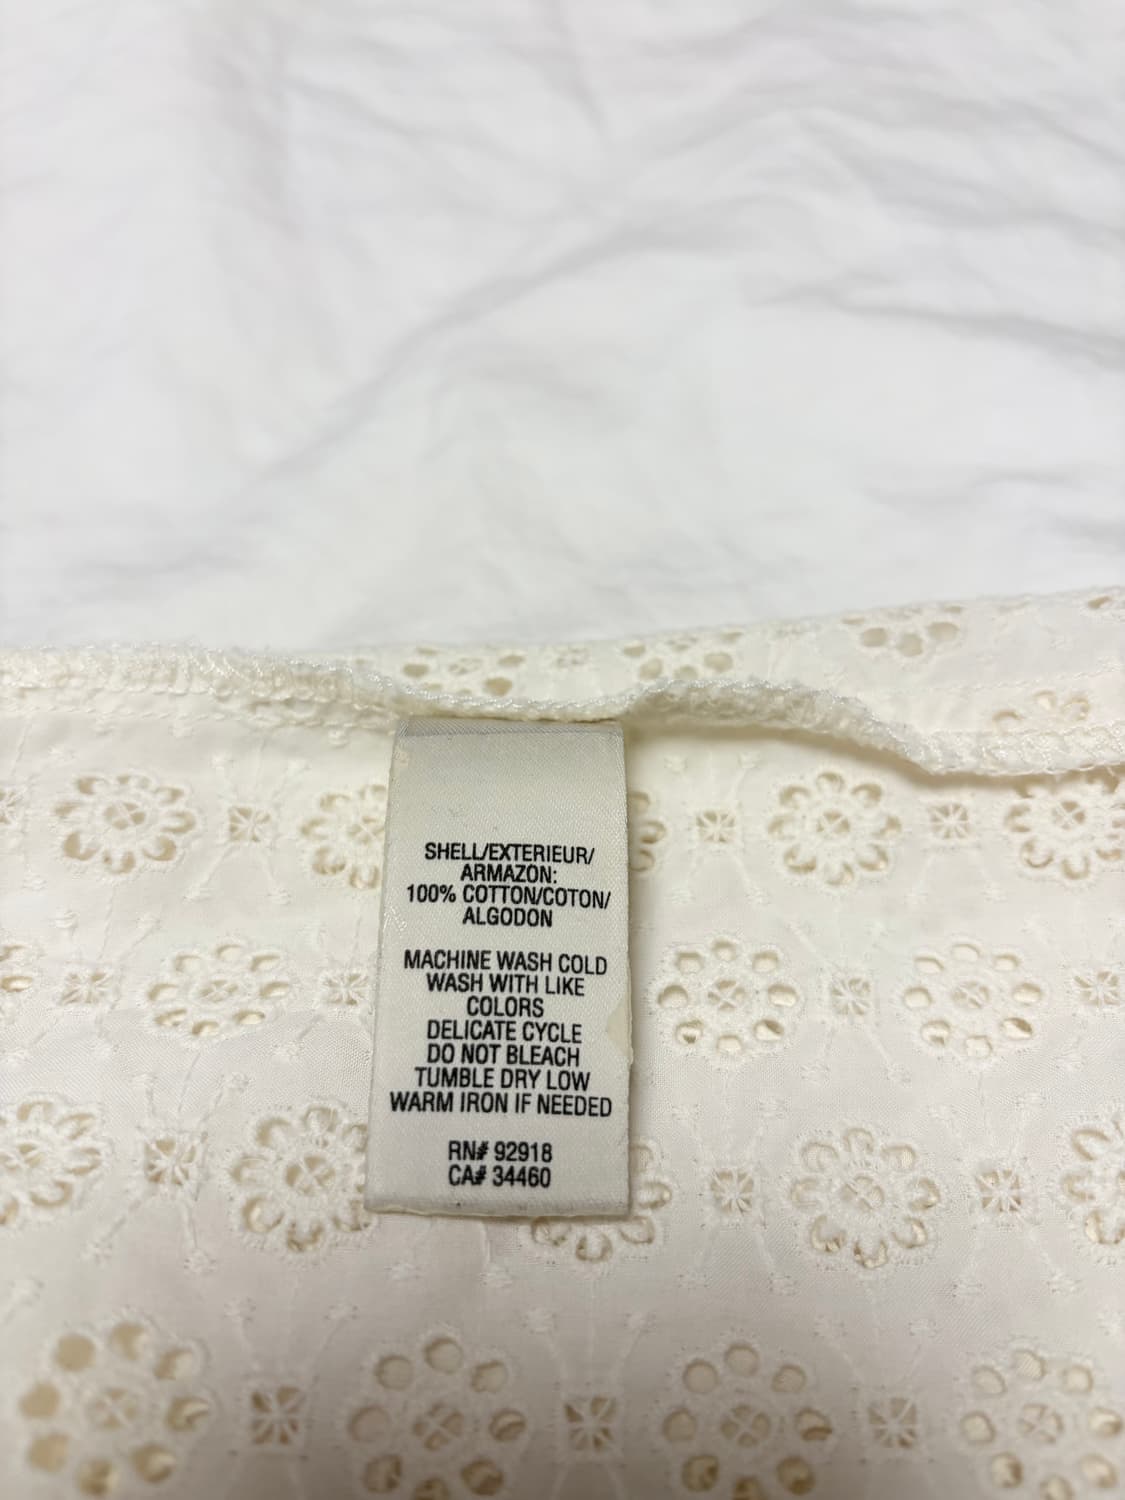 SHELL/EXTERIEUR/
ARMAZON:
100% COTTON/COTON/
ALGODON
MACHINE WASH COLD
WASH WITH LIKE
COLORS
DELICATE CYCLE
DO NOT BLEACH
TUMBLE DRY LOW
WARM IRON IF NEEDED
RN# 92918
CA# 34460